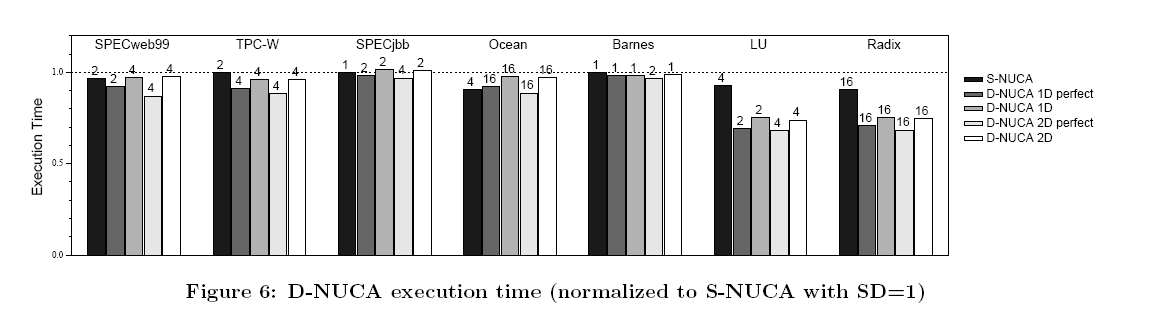 SPECweb99 TPC-W SPECjbb Ocean Barnes LU Radix
2 2 4 4 4 2 4 4 4 4 1 2 2 4 2 4 16 16 16 16 1 1 1 2 1 4 2 2 4 4 16 16 16 16 16
1.0
0.5
0.0
Execution Time
S-NUCA
D-NUCA 1D perfect
D-NUCA 1D
D-NUCA 2D perfect
D-NUCA 2D
Figure 6: D-NUCA execution time (normalized to S-NUCA with SD=1)